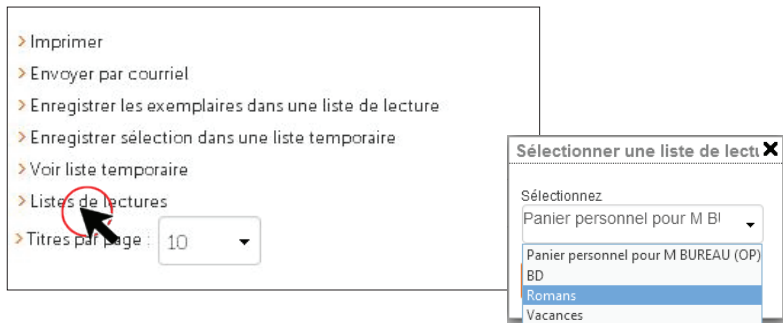 Imprimer
Envoyer par courriel
Enregistrer les exemplaires dans une liste de lecture
Enregistrer sélection dans une liste temporaire
Voir liste temporaire
Listes de lectures
Titres par page : 10
Sélectionner une liste de lectu
Sélectionnez
Panier personnel pour M BU
Panier personnel pour M BUREAU (OP)
BD
Romans
Vacances